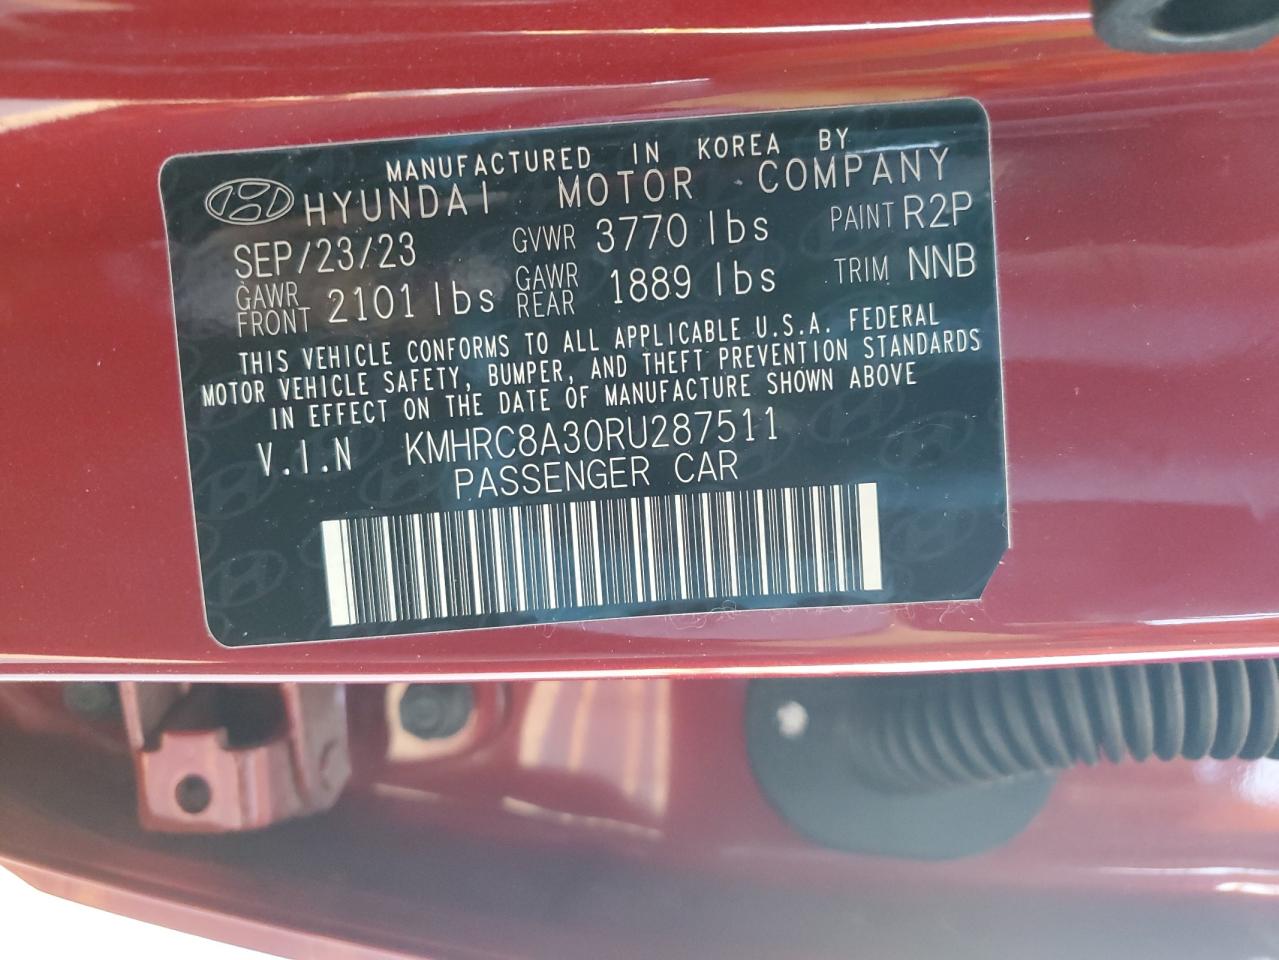 MANUFACTURED IN KOREA BY
HYUNDAI MOTOR COMPANY
SEP/23/23 GVWR 3770 lbs PAINT R2P
GAWR FRONT 2101 lbs GAWR REAR 1889 lbs TRIM NNB
THIS VEHICLE CONFORMS TO ALL APPLICABLE U.S.A. FEDERAL
MOTOR VEHICLE SAFETY, BUMPER, AND THEFT PREVENTION STANDARDS
IN EFFECT ON THE DATE OF MANUFACTURE SHOWN ABOVE
V.I.N KMHRC8A30RU287511
PASSENGER CAR